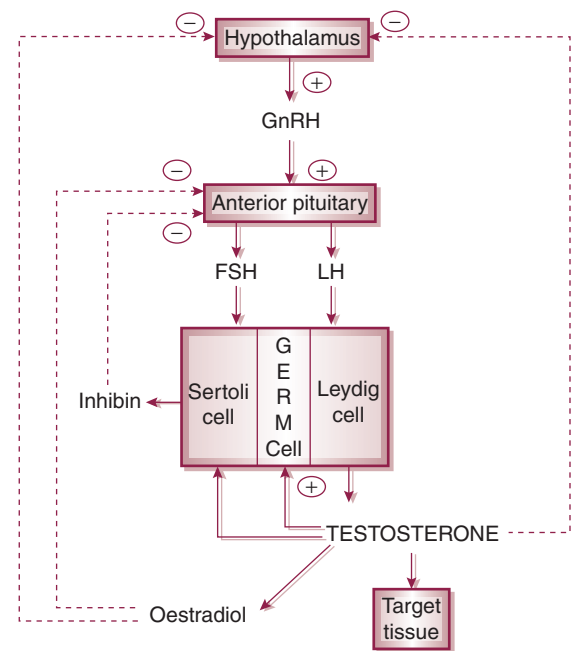 −
−
Hypothalamus
+
GnRH
−
+
Anterior pituitary
−
FSH
LH
G
E
R
M
Cell
Sertoli
cell
Leydig
cell
Inhibin
+
TESTOSTERONE
Oestradiol
Target
tissue